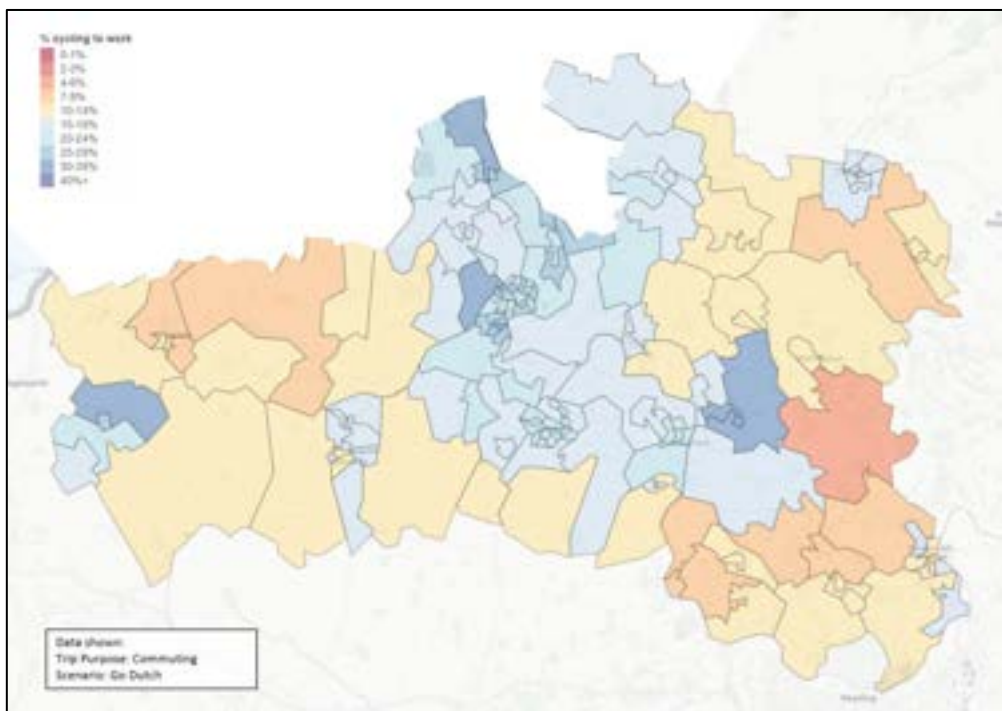 % cycling to work
0-1%
2-3%
4-6%
7-9%
10-14%
15-19%
20-24%
25-29%
30-39%
40%+
Data shown:
Trip Purpose: Commuting
Scenario: Go Dutch